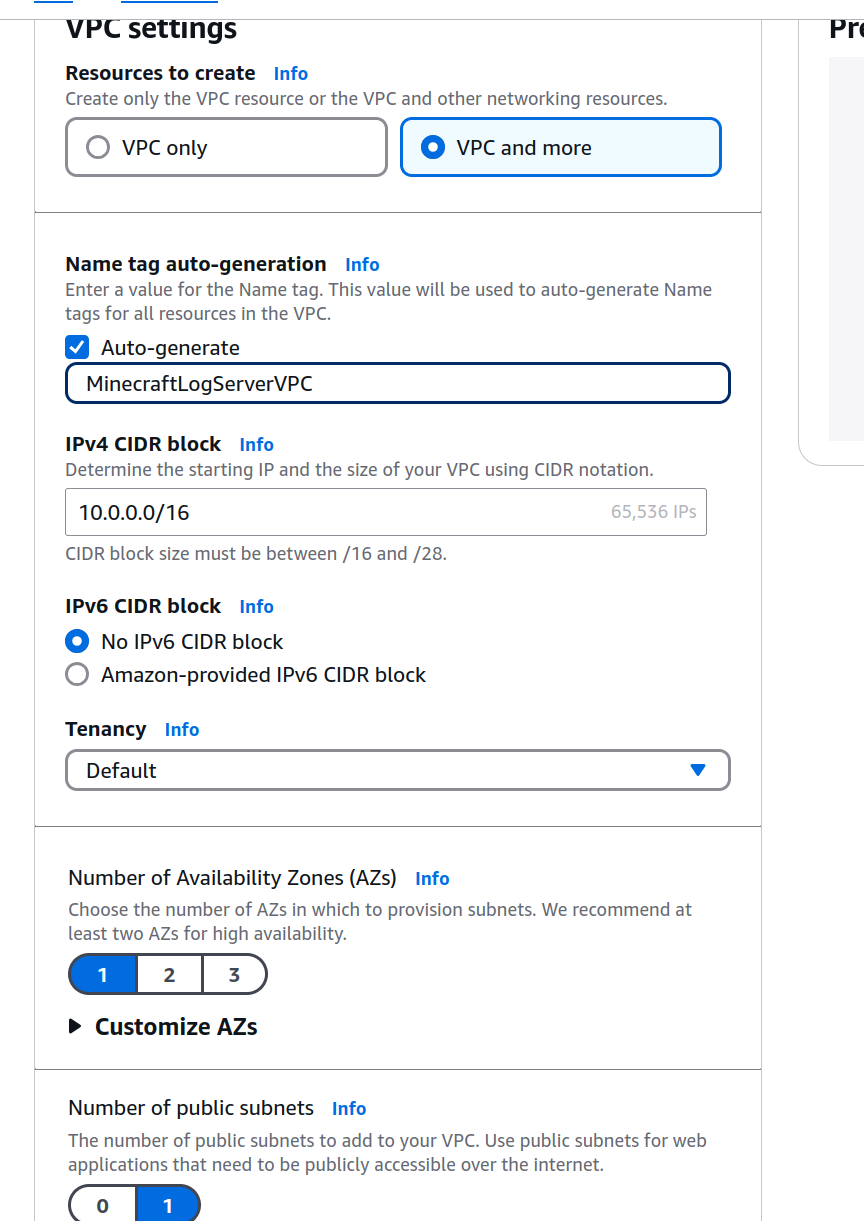 VPC settings
Pre
Resources to create Info
Create only the VPC resource or the VPC and other networking resources.
VPC only
VPC and more
Name tag auto-generation Info
Enter a value for the Name tag. This value will be used to auto-generate Name
tags for all resources in the VPC.
Auto-generate
MinecraftLogServerVPC
IPv4 CIDR block Info
Determine the starting IP and the size of your VPC using CIDR notation.
10.0.0.0/16 65,536 IPs
CIDR block size must be between /16 and /28.
IPv6 CIDR block Info
No IPv6 CIDR block
Amazon-provided IPv6 CIDR block
Tenancy Info
Default
Number of Availability Zones (AZs) Info
Choose the number of AZs in which to provision subnets. We recommend at
least two AZs for high availability.
1 2 3
Customize AZs
Number of public subnets Info
The number of public subnets to add to your VPC. Use public subnets for web
applications that need to be publicly accessible over the internet.
0 1